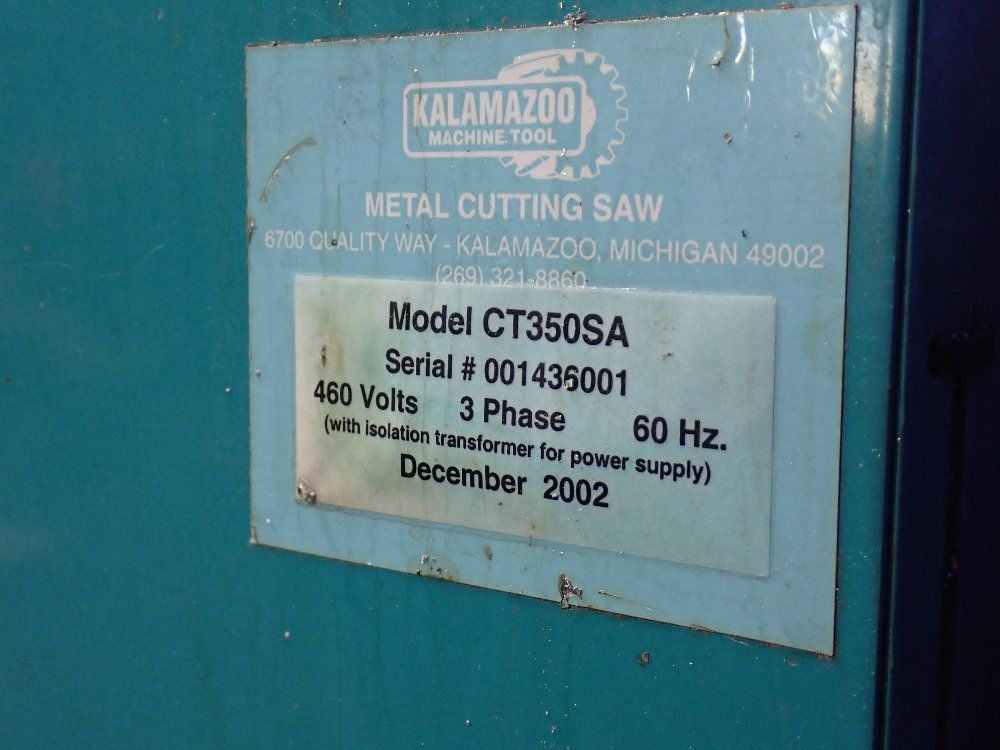 KALAMAZOO
MACHINE TOOL
METAL CUTTING SAW
6700 QUALITY WAY - KALAMAZOO, MICHIGAN 49002
(269) 321-8860
Model CT350SA
Serial # 001436001
460 Volts 3 Phase 60 Hz.
(with isolation transformer for power supply)
December 2002